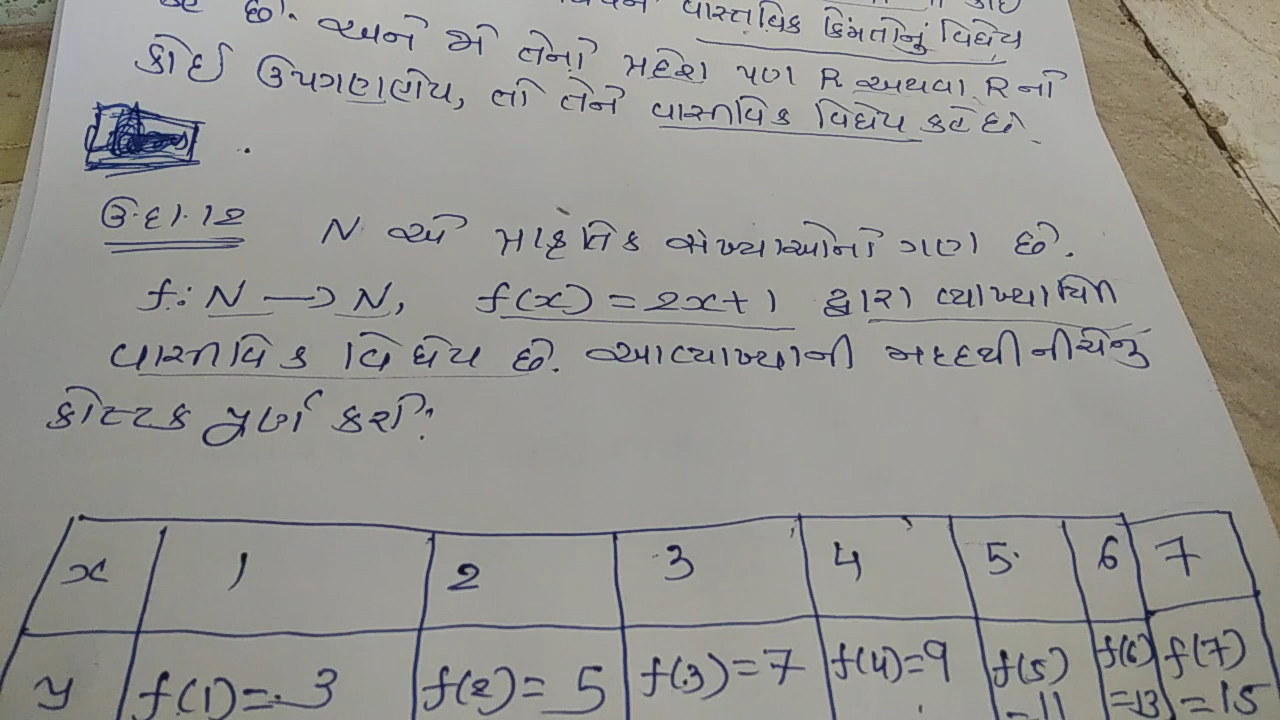 છે. વાસ્તવિક કિંમતોનું વિધેય
અને જો તેનો પ્રદેશ પણ R અથવા R નો
કોઈ ઉપગણ હોય, તો તેને વાસ્તવિક વિધેય કહે છે.
ઉ.દા.12 N એ પ્રાકૃતિક સંખ્યાઓનો ગણ છે.
f: N → N, f(x) = 2x+1 દ્વારા વ્યાખ્યાયિત
વાસ્તવિક વિધેય છે. આ વ્યાખ્યાની મદદથી નીચેનું
કોષ્ટક પૂર્ણ કરો:
x 1 2 3 4 5 6 7
y f(1)= 3 f(2)= 5 f(3)=7 f(4)=9 f(5) =11 f(6) =13 f(7) =15